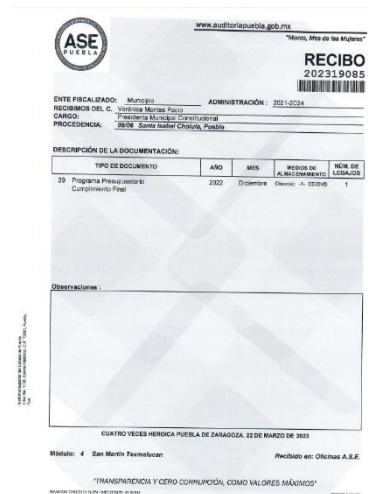 www.auditoriapuebla.gob.mx
ASE
PUEBLA
"Marzo, Mes de las Mujeres"
RECIBO
202319085
ENTE FISCALIZADO: Municipio ADMINISTRACIÓN : 2021-2024
RECIBIMOS DEL C. Verónica Montes Pacio
CARGO: Presidenta Municipal Constitucional
PROCEDENCIA: 09/06 Santa Isabel Cholula, Puebla
DESCRIPCIÓN DE LA DOCUMENTACIÓN:
TIPO DE DOCUMENTO AÑO MES MEDIOS DE ALMACENAMIENTO NÚM. DE LEGAJOS
29 Programa Presupuestario 2022 Diciembre Disco(s): -1- CD/DVD 1
Cumplimiento Final
Observaciones :
CUATRO VECES HEROICA PUEBLA DE ZARAGOZA, 22 DE MARZO DE 2023
Módulo: 4 San Martín Texmelucan Recibido en: Oficinas A.S.E.
"TRANSPARENCIA Y CERO CORRUPCIÓN, COMO VALORES MÁXIMOS"